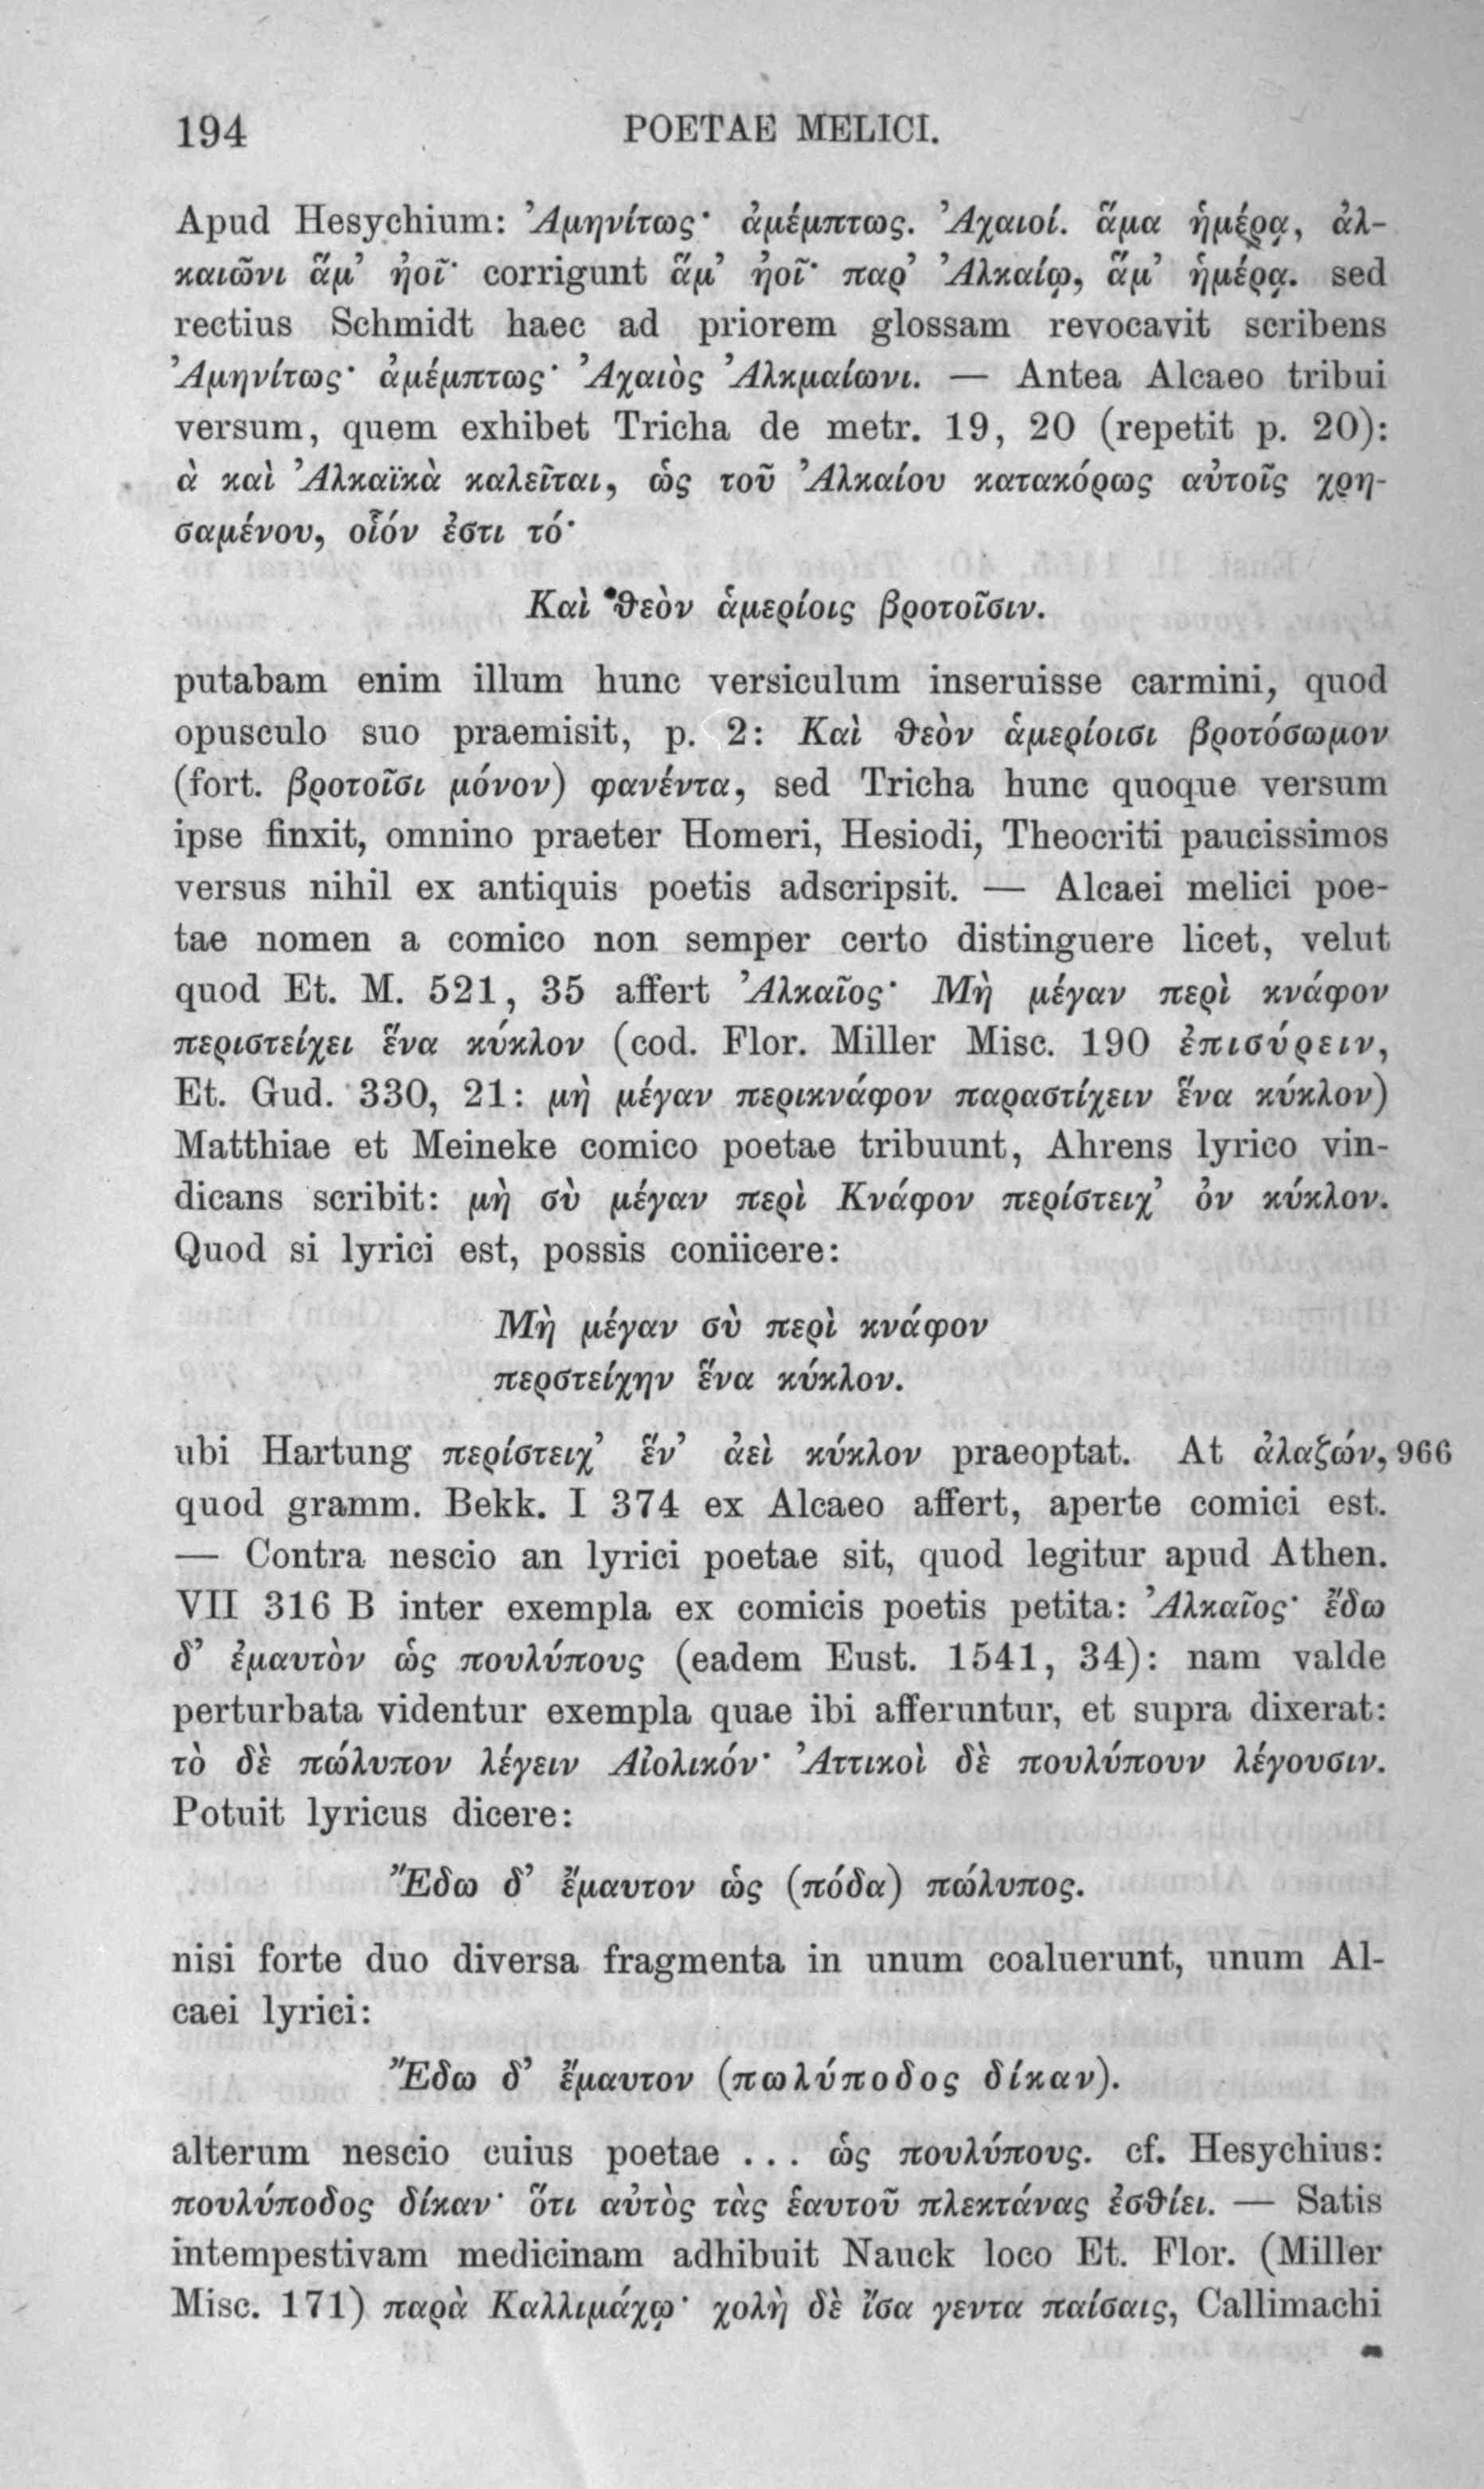 194 POETAE MELICI.
Apud Hesychium: Ἀμηνίτως· ἀμέμπτως. Ἀχαιοί. ἅμα ἡμέρᾳ, ἀλ-
καιῶνι ἅμ’ ἠοῖ· corrigunt ἅμ’ ἠοῖ· παρ’ Ἀλκαίῳ, ἅμ’ ἡμέρᾳ. sed
rectius Schmidt haec ad priorem glossam revocavit scribens
Ἀμηνίτως· ἀμέμπτως· Ἀχαιὸς Ἀλκμαίωνι. — Antea Alcaeo tribui
versum, quem exhibet Tricha de metr. 19, 20 (repetit p. 20):
ἃ καὶ Ἀλκαϊκὰ καλεῖται, ὡς τοῦ Ἀλκαίου κατακόρως αὐτοῖς χρη-
σαμένου, οἷόν ἐστι τό·
Καὶ θεὸν ἁμερίοις βροτοῖσιν.
putabam enim illum hunc versiculum inseruisse carmini, quod
opusculo suo praemisit, p. 2: Καὶ θεὸν ἁμερίοισι βροτόσωμον
(fort. βροτοῖσι μόνον) φανέντα, sed Tricha hunc quoque versum
ipse finxit, omnino praeter Homeri, Hesiodi, Theocriti paucissimos
versus nihil ex antiquis poetis adscripsit. — Alcaei melici poe-
tae nomen a comico non semper certo distinguere licet, velut
quod Et. M. 521, 35 affert Ἀλκαῖος· Μὴ μέγαν περὶ κνάφον
περιστείχει ἕνα κύκλον (cod. Flor. Miller Misc. 190 ἐπισύρειν,
Et. Gud. 330, 21: μὴ μέγαν περικνάφον παραστίχειν ἕνα κύκλον)
Matthiae et Meineke comico poetae tribuunt, Ahrens lyrico vin-
dicans scribit: μὴ σὺ μέγαν περὶ Κνάφον περίστειχ’ ὀν κύκλον.
Quod si lyrici est, possis coniicere:
Μὴ μέγαν σὺ περὶ κνάφον
περστείχην ἕνα κύκλον.
ubi Hartung περίστειχ’ ἕν’ ἀεὶ κύκλον praeoptat. At ἀλαζών, 966
quod gramm. Bekk. I 374 ex Alcaeo affert, aperte comici est.
— Contra nescio an lyrici poetae sit, quod legitur apud Athen.
VII 316 B inter exempla ex comicis poetis petita: Ἀλκαῖος· ἔδω
δ’ ἐμαυτὸν ὡς πουλύπους (eadem Eust. 1541, 34): nam valde
perturbata videntur exempla quae ibi afferuntur, et supra dixerat:
τὸ δὲ πώλυπον λέγειν Αἰολικόν· Ἀττικοὶ δὲ πουλύπουν λέγουσιν.
Potuit lyricus dicere:
Ἔδω δ’ ἔμαυτον ὡς (πόδα) πώλυπος.
nisi forte duo diversa fragmenta in unum coaluerunt, unum Al-
caei lyrici:
Ἔδω δ’ ἔμαυτον (πωλύποδος δίκαν).
alterum nescio cuius poetae ... ὡς πουλύπους. cf. Hesychius:
πουλύποδος δίκαν· ὅτι αὐτὸς τὰς ἑαυτοῦ πλεκτάνας ἐσθίει. — Satis
intempestivam medicinam adhibuit Nauck loco Et. Flor. (Miller
Misc. 171) παρὰ Καλλιμάχῳ· χολὴ δὲ ἴσα γεντα παίσαις, Callimachi